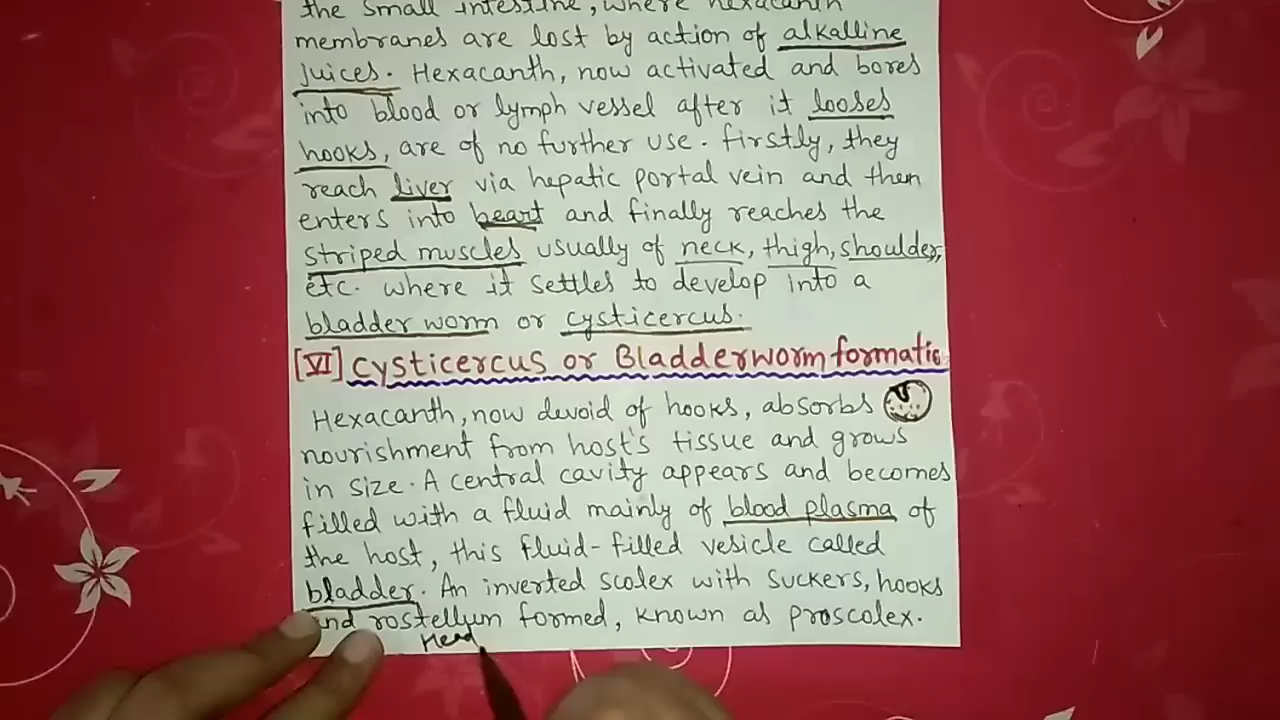 the small intestine, where hexacanth
membranes are lost by action of alkalline
juices. Hexacanth, now activated and bores
into blood or lymph vessel after it looses
hooks, are of no further use. firstly, they
reach liver via hepatic portal vein and then
enters into heart and finally reaches the
striped muscles usually of neck, thigh, shoulder,
etc. where it settles to develop into a
bladder worm or cysticercus.
[VI] Cysticercus or Bladderworm formatio
Hexacanth, now devoid of hooks, absorbs
nourishment from host's tissue and grows
in size. A central cavity appears and becomes
filled with a fluid mainly of blood plasma of
the host, this fluid-filled vesicle called
bladder. An inverted scolex with suckers, hooks
and rostellum formed, known as proscolex.
Head